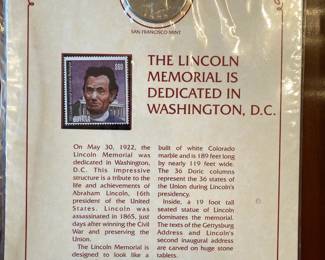 SAN FRANCISCO MINT
$60
THE LINCOLN
MEMORIAL IS
DEDICATED IN
WASHINGTON, D.C.
On May 30, 1922, the
Lincoln Memorial was
dedicated in Washington,
D.C. This impressive
structure is a tribute to the
life and achievements of
Abraham Lincoln, 16th
president of the United
States. Lincoln was
assassinated in 1865, just
days after winning the Civil
War and preserving the
Union.
The Lincoln Memorial is
designed to look like a
built of white Colorado
marble and is 189 feet long
by nearly 119 feet wide.
The 36 Doric columns
represent the 36 states of
the Union during Lincoln's
presidency.
Inside, a 19 foot tall
seated statue of Lincoln
dominates the memorial.
The texts of the Gettysburg
Address and Lincoln's
second inaugural address
are carved on huge stone
tablets.